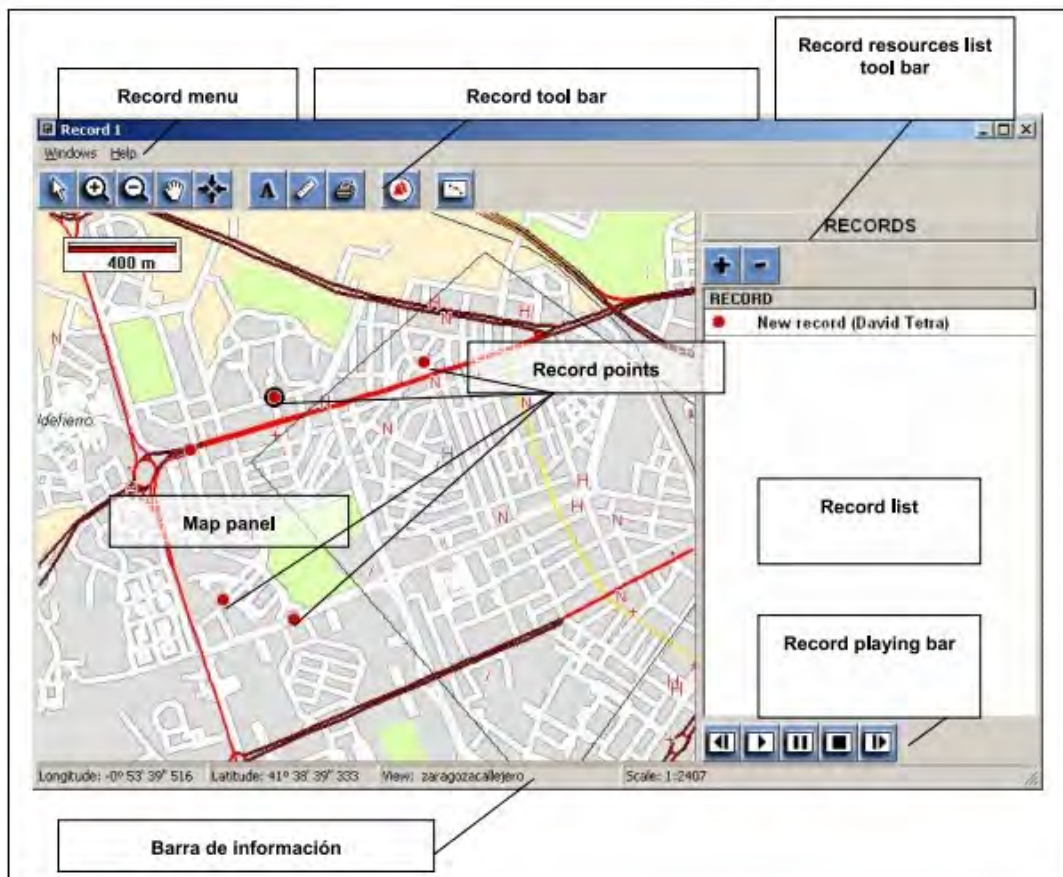 Record resources list
tool bar
Record menu
Record tool bar
Record 1
Windows Help
A
RECORDS
400 m
RECORD
New record (David Tetra)
N
H
N
H
N
Record points
N
N
N
N
ldefierro
H
H
H
N
Map panel
Record list
N
H
Record playing bar
Longitude: -0º 53' 39" 516
Latitude: 41º 38' 39" 333
View: zaragozacallejero
Scale: 1:2407
Barra de información